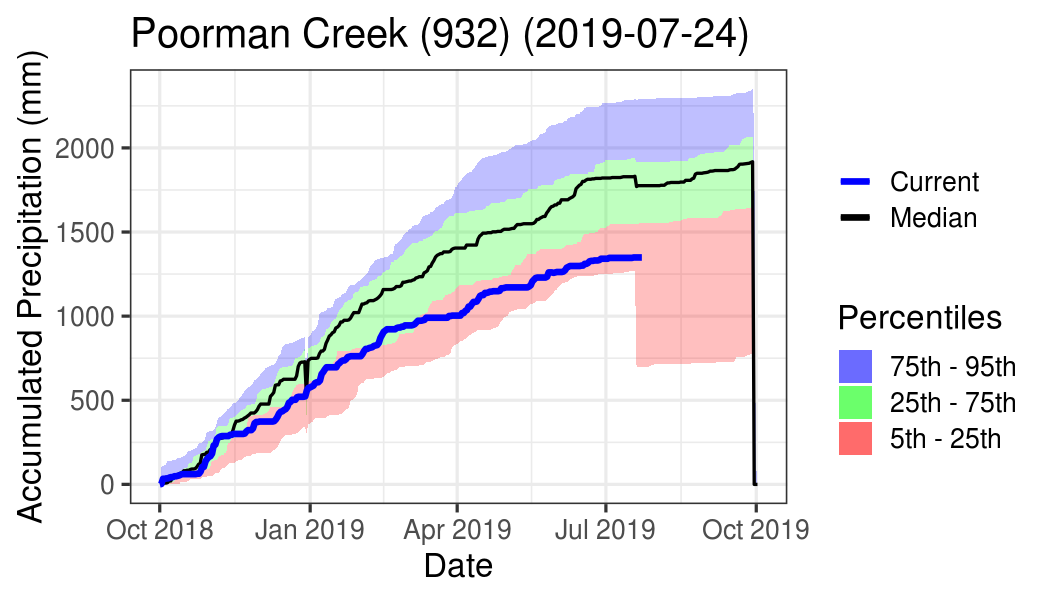 Poorman Creek (932) (2019-07-24)
Accumulated Precipitation (mm)
2000
1500
1000
500
0
Oct 2018
Jan 2019
Apr 2019
Jul 2019
Oct 2019
Date
Current
Median
Percentiles
75th - 95th
25th - 75th
5th - 25th